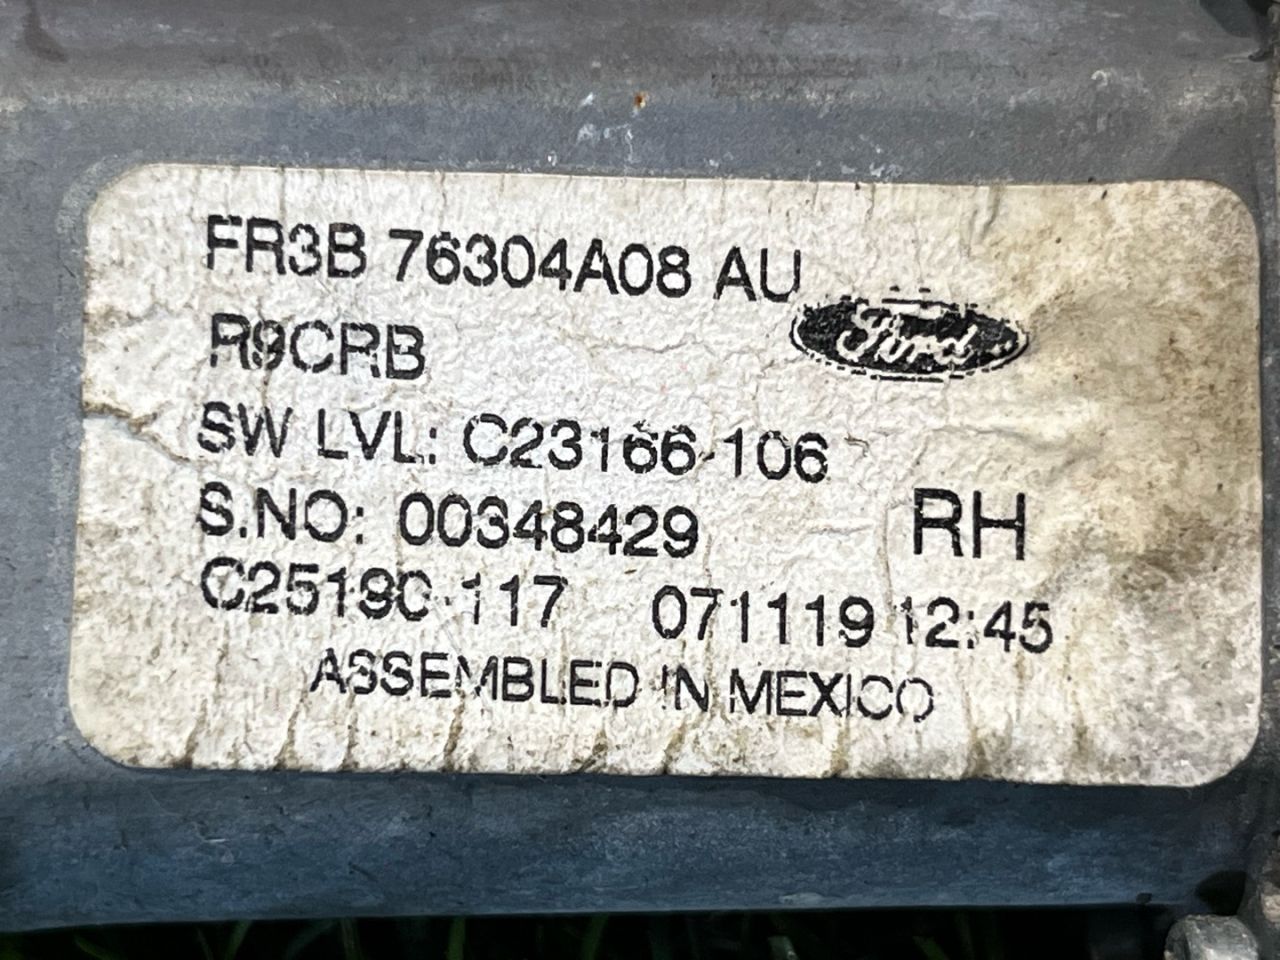 FR3B 76304A08 AU
Ford
R9CRB
SW LVL: C23166-106
S.NO: 00348429
RH
C25190-117 071119 12:45
ASSEMBLED IN MEXICO